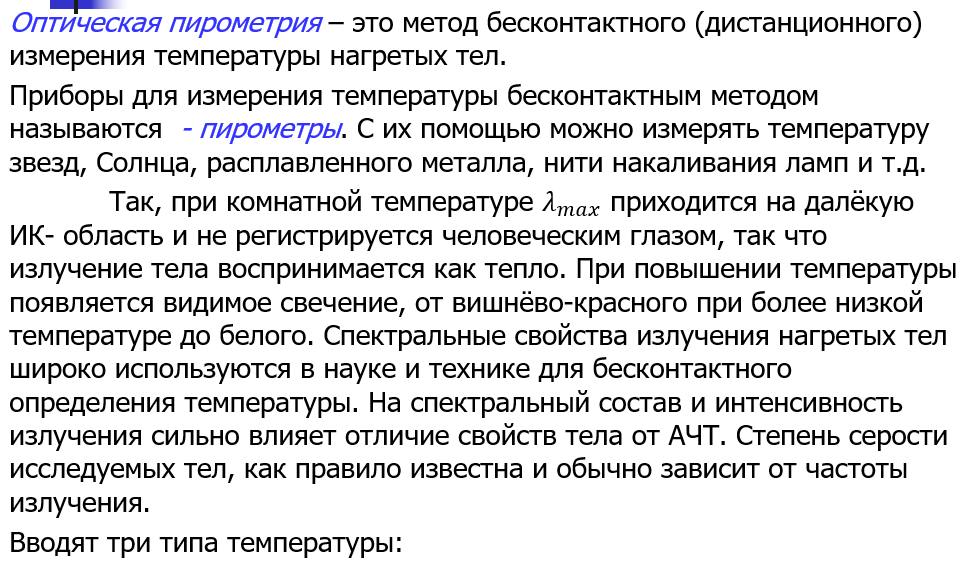 Оптическая пирометрия – это метод бесконтактного (дистанционного)
измерения температуры нагретых тел.
Приборы для измерения температуры бесконтактным методом
называются - пирометры. С их помощью можно измерять температуру
звезд, Солнца, расплавленного металла, нити накаливания ламп и т.д.
Так, при комнатной температуре λmax приходится на далёкую
ИК- область и не регистрируется человеческим глазом, так что
излучение тела воспринимается как тепло. При повышении температуры
появляется видимое свечение, от вишнёво-красного при более низкой
температуре до белого. Спектральные свойства излучения нагретых тел
широко используются в науке и технике для бесконтактного
определения температуры. На спектральный состав и интенсивность
излучения сильно влияет отличие свойств тела от АЧТ. Степень серости
исследуемых тел, как правило известна и обычно зависит от частоты
излучения.
Вводят три типа температуры: